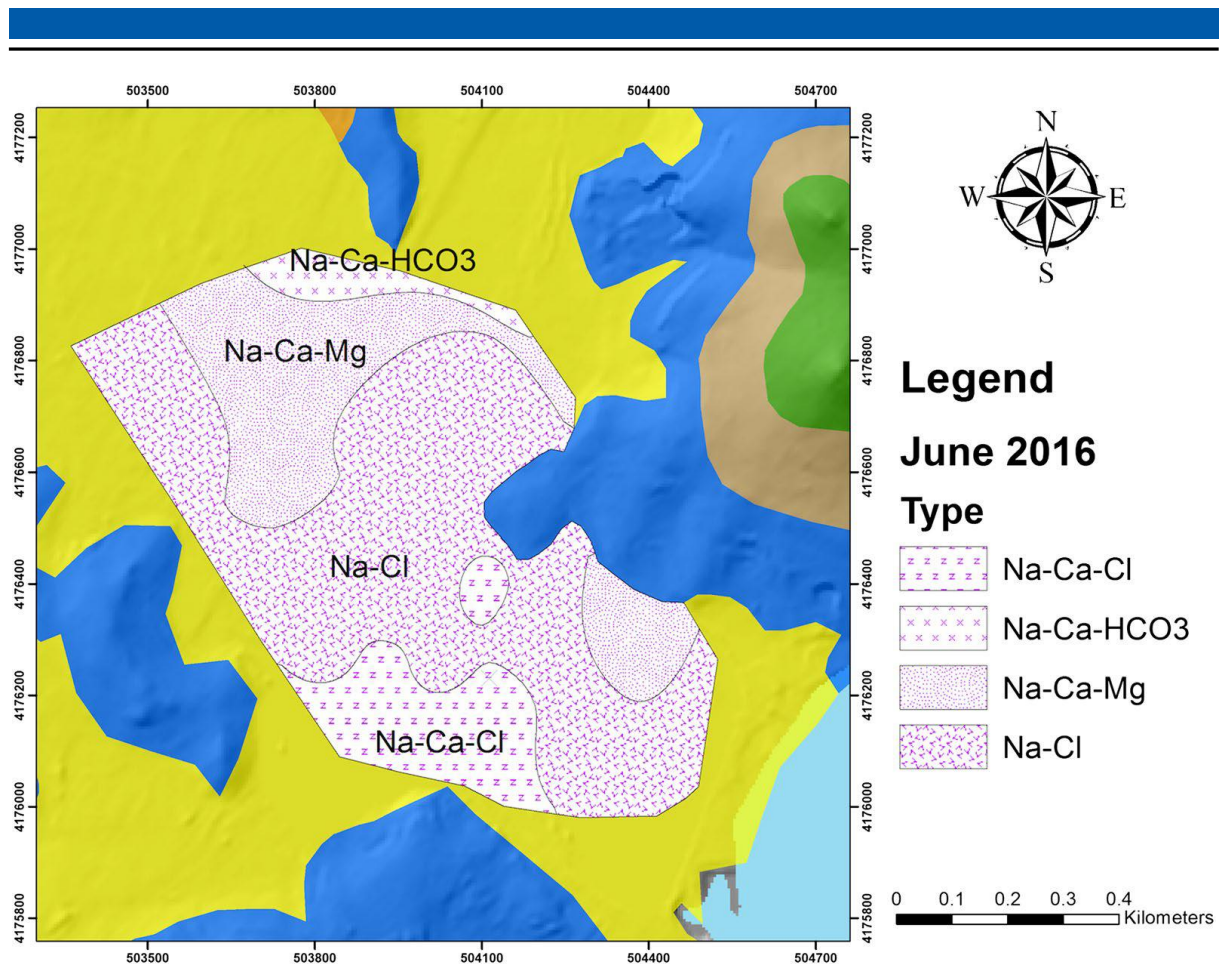 503500 503800 504100 504400 504700
4177200 4177200
4177000 4177000
4176800 4176800
4176600 4176600
4176400 4176400
4176200 4176200
4176000 4176000
4175800 4175800
Na-Ca-HCO3
Na-Ca-Mg
Na-Cl
Na-Ca-Cl
503500 503800 504100 504400 504700
N
W E
S
Legend
June 2016
Type
Na-Ca-Cl
Na-Ca-HCO3
Na-Ca-Mg
Na-Cl
0 0.1 0.2 0.3 0.4
Kilometers